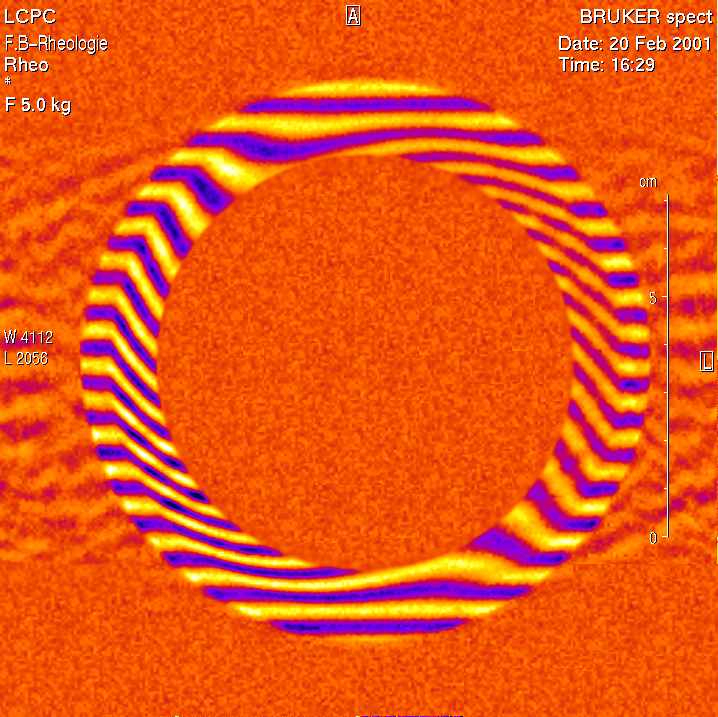 LCPC
A
BRUKER spect
F.B-Rheologie
Date: 20 Feb 2001
Rheo
Time: 16:29
*
F 5.0 kg
cm
5
W 4112
L 2056
L
0